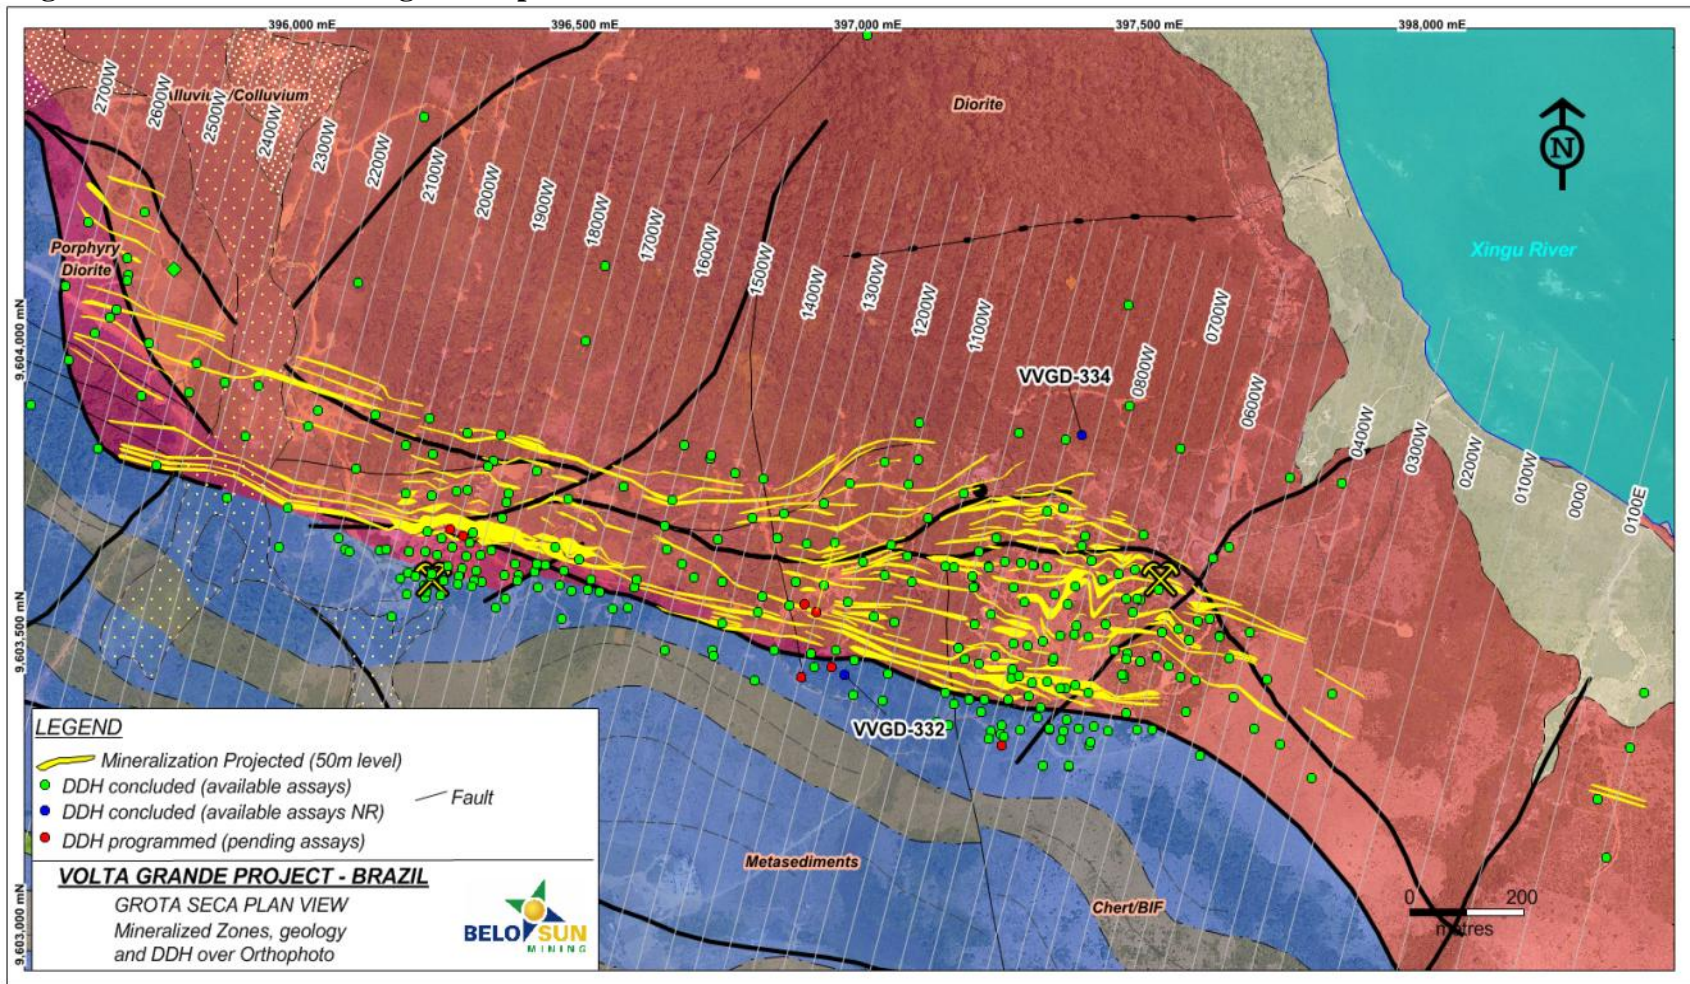 396,000 mE
396,500 mE
397,000 mE
397,500 mE
398,000 mE
9,604,000 mN
9,603,500 mN
9,603,000 mN
Alluvium/Colluvium
Diorite
Porphyry
Diorite
Xingu River
N
2700W
2600W
2500W
2400W
2300W
2200W
2100W
2000W
1900W
1800W
1700W
1600W
1500W
1400W
1300W
1200W
1100W
0800W
0700W
0600W
0400W
0300W
0200W
0100W
0000
0100E
VVGD-334
VVGD-332
Metasediments
Chert/BIF
0 200
metres
LEGEND
Mineralization Projected (50m level)
DDH concluded (available assays)
DDH concluded (available assays NR)
DDH programmed (pending assays)
Fault
VOLTA GRANDE PROJECT - BRAZIL
GROTA SECA PLAN VIEW
Mineralized Zones, geology
and DDH over Orthophoto
BELO SUN
MINING